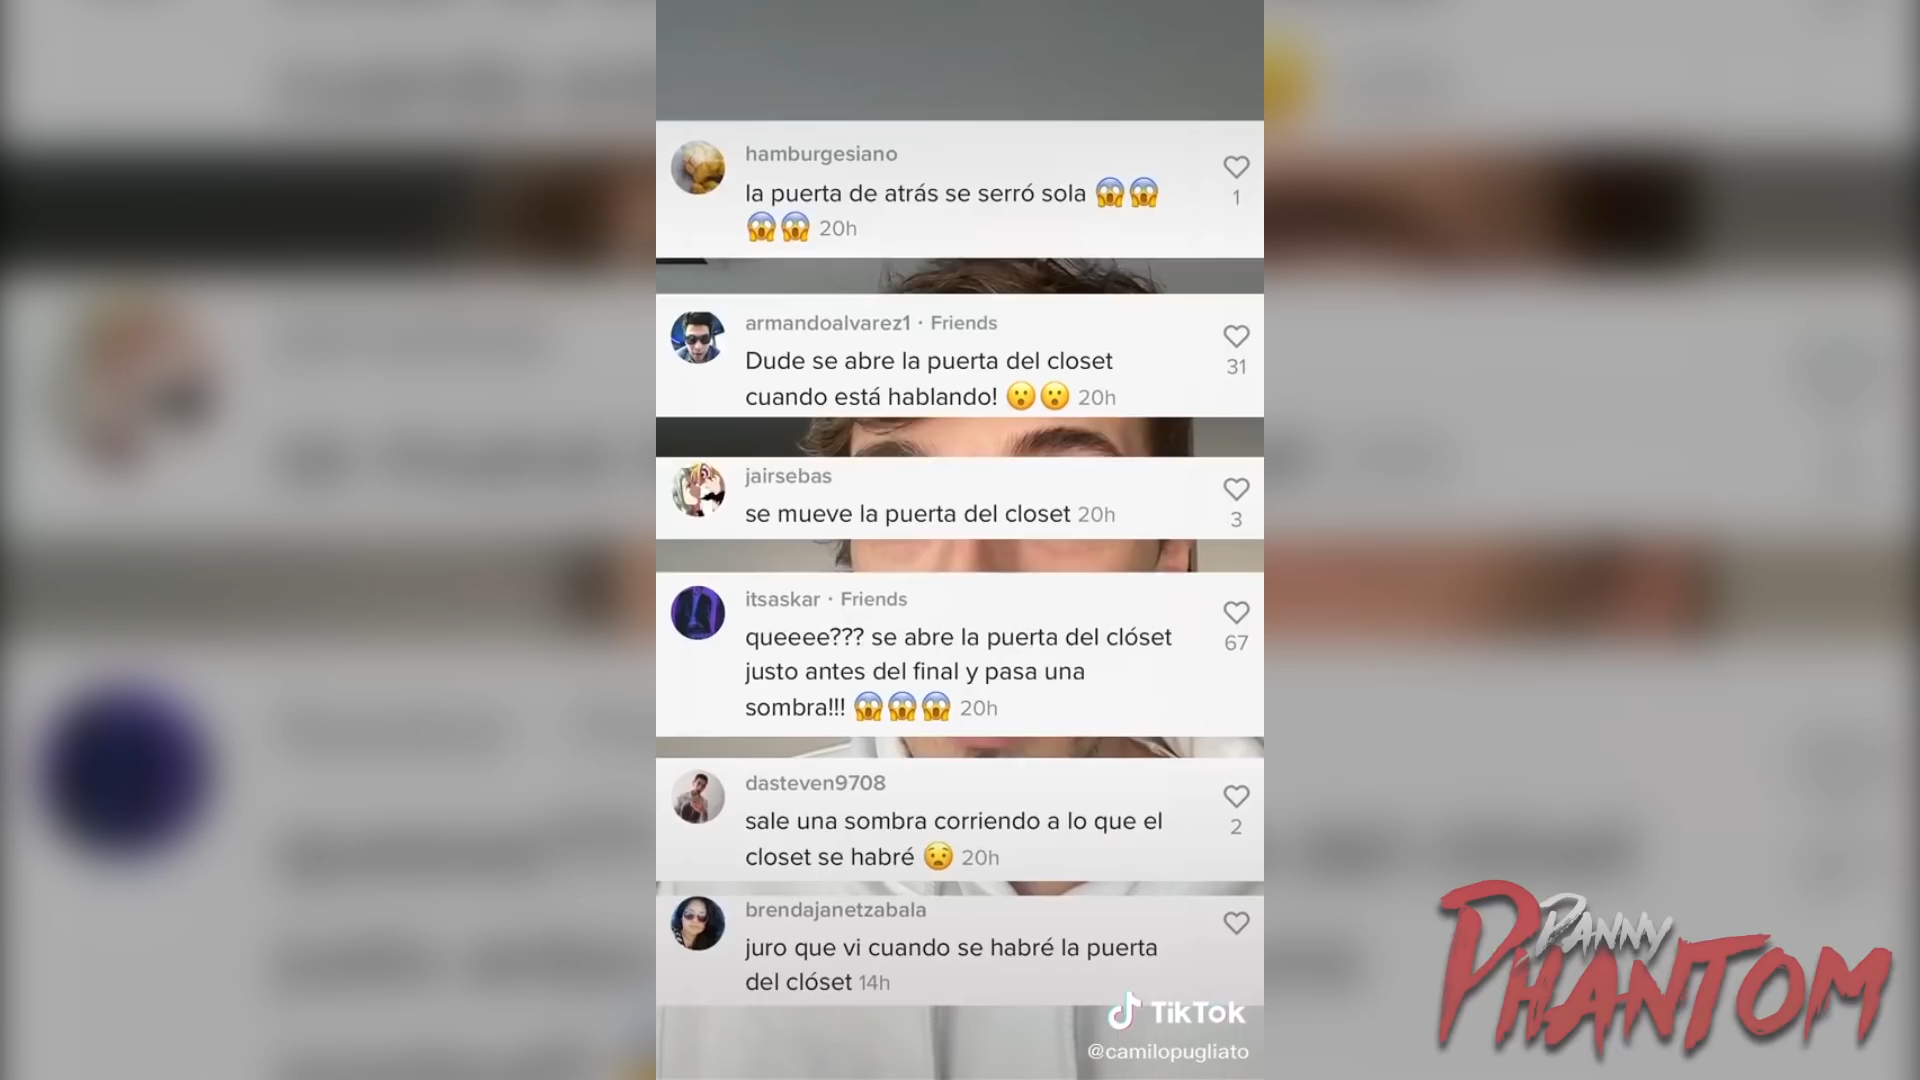 hamburgesiano
la puerta de atrás se serró sola 😱😱
😱😱 20h
1
armandoalvarez1 · Friends
Dude se abre la puerta del closet
cuando está hablando! 😮😮 20h
31
jairsebas
se mueve la puerta del closet 20h
3
itsaskar · Friends
queeee??? se abre la puerta del clóset
justo antes del final y pasa una
sombra!!! 😱😱😱 20h
67
dasteven9708
sale una sombra corriendo a lo que el
closet se habré 😧 20h
2
brendajanetzabala
juro que vi cuando se habré la puerta
del clóset 14h
TikTok
@camilopugliato
DANNY
PHANTOM